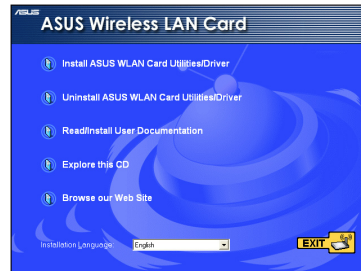 ASUS
ASUS Wireless LAN Card
Install ASUS WLAN Card Utilities/Driver
Uninstall ASUS WLAN Card Utilities/Driver
Read/Install User Documentation
Explore this CD
Browse our Web Site
Installation Language: English
EXIT